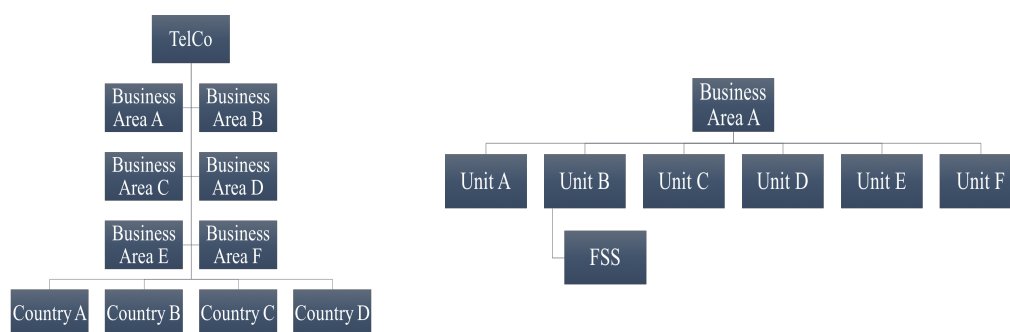 TelCo
Business
Area A
Business
Area B
Business
Area C
Business
Area D
Business
Area E
Business
Area F
Country A
Country B
Country C
Country D
Business
Area A
Unit A
Unit B
Unit C
Unit D
Unit E
Unit F
FSS